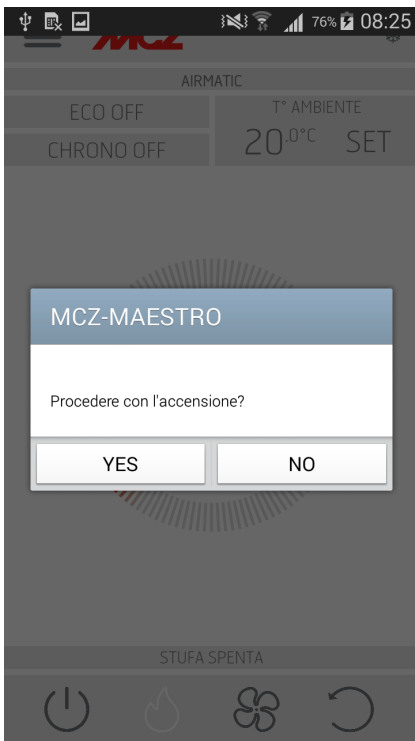 76% 08:25
MCZ
AIRMATIC
ECO OFF
T° AMBIENTE
CHRONO OFF
20.0°C SET
MCZ-MAESTRO
Procedere con l'accensione?
YES NO
STUFA SPENTA